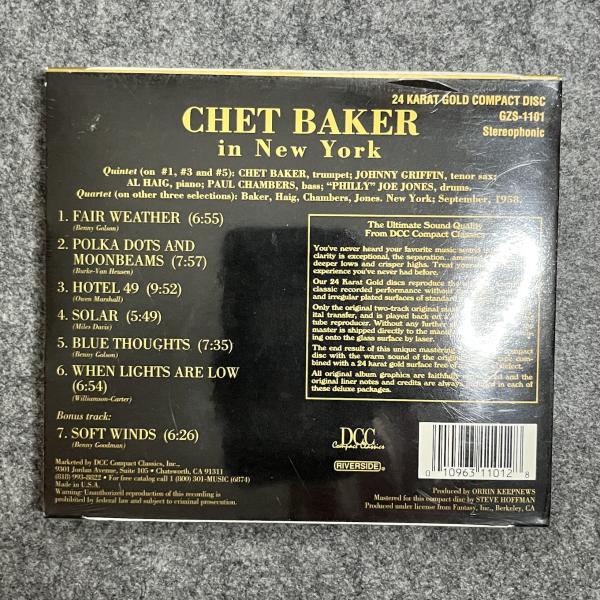 24 KARAT GOLD COMPACT DISC
GZS-1101
Stereophonic
CHET BAKER
in New York
Quintet (on #1, #3 and #5): CHET BAKER, trumpet; JOHNNY GRIFFIN, tenor sax;
AL HAIG, piano; PAUL CHAMBERS, bass; "PHILLY" JOE JONES, drums.
Quartet (on other three selections): Baker, Haig, Chambers, Jones. New York; September, 1958.
1. FAIR WEATHER (6:55)
(Benny Golson)
2. POLKA DOTS AND
MOONBEAMS (7:57)
(Burke-Van Heusen)
3. HOTEL 49 (9:52)
(Owen Marshall)
4. SOLAR (5:49)
(Miles Davis)
5. BLUE THOUGHTS (7:35)
(Benny Golson)
6. WHEN LIGHTS ARE LOW
(6:54)
(Williamson-Carter)
Bonus track:
7. SOFT WINDS (6:26)
(Benny Goodman)
The Ultimate Sound Quality
From DCC Compact Classics
You've never heard your favorite music sound
clarity is exceptional, the separation
deeper lows and crisper highs. Treat
experience you've never had before.
Our 24 Karat Gold discs reproduce the
classic recorded performance without
and irregular plated surfaces of standard
Only the original two-track original
ital transfer, and is played back on a
tube reproducer. Without any further
master is shipped directly to the
ing onto the glass surface by laser.
The end result of this unique mastering compact
disc with the warm sound of the original com-
bined with a 24 karat gold surface free of
All original album graphics are faithfully and the
original liner notes and credits are always in each of
these deluxe packages.
DCC
Compact Classics
RIVERSIDE
0 10963 11012 8
Marketed by DCC Compact Classics, Inc.,
9301 Jordan Avenue, Suite 105 • Chatsworth, CA 91311
(818) 993-8822 • For free catalog call 1 (800) 301-MUSIC (6874)
Made in U.S.A.
Warning: Unauthorized reproduction of this recording is
prohibited by federal law and subject to criminal prosecution.
Produced by ORRIN KEEPNEWS
Mastered for this compact disc by STEVE HOFFMAN
Produced under license from Fantasy, Inc., Berkeley, CA